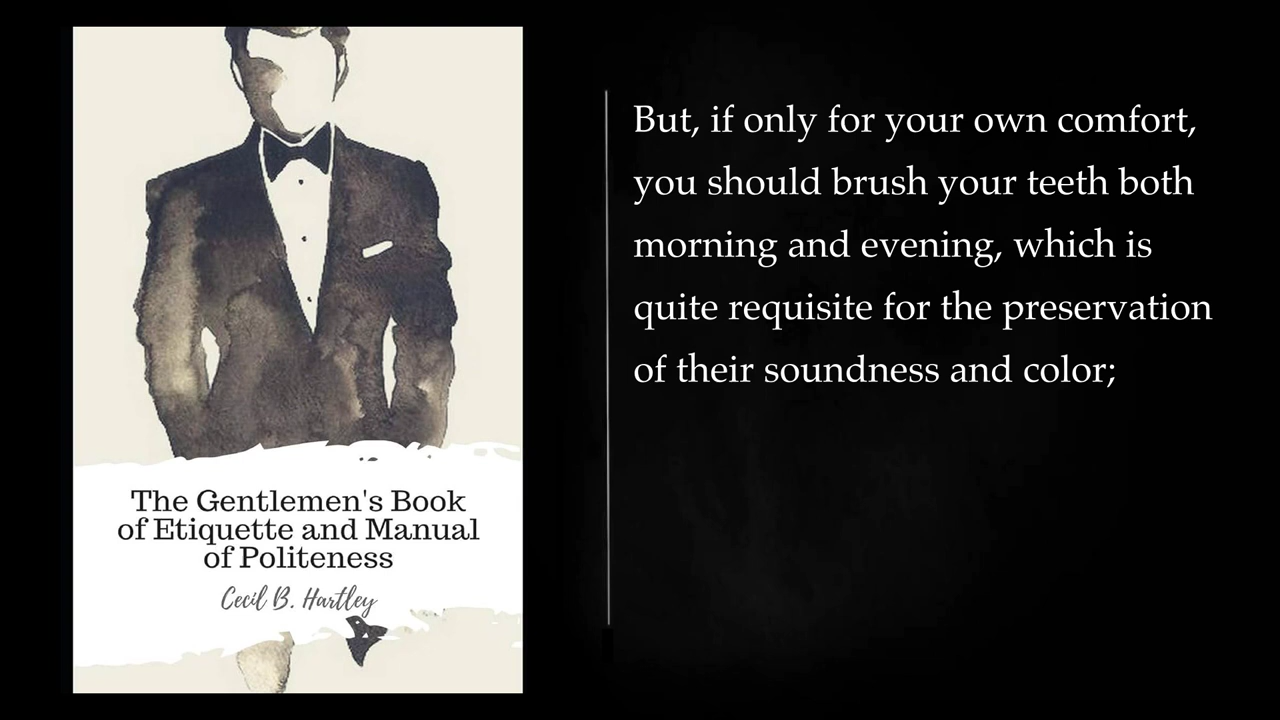 The Gentlemen's Book
of Etiquette and Manual
of Politeness
Cecil B. Hartley
But, if only for your own comfort,
you should brush your teeth both
morning and evening, which is
quite requisite for the preservation
of their soundness and color;